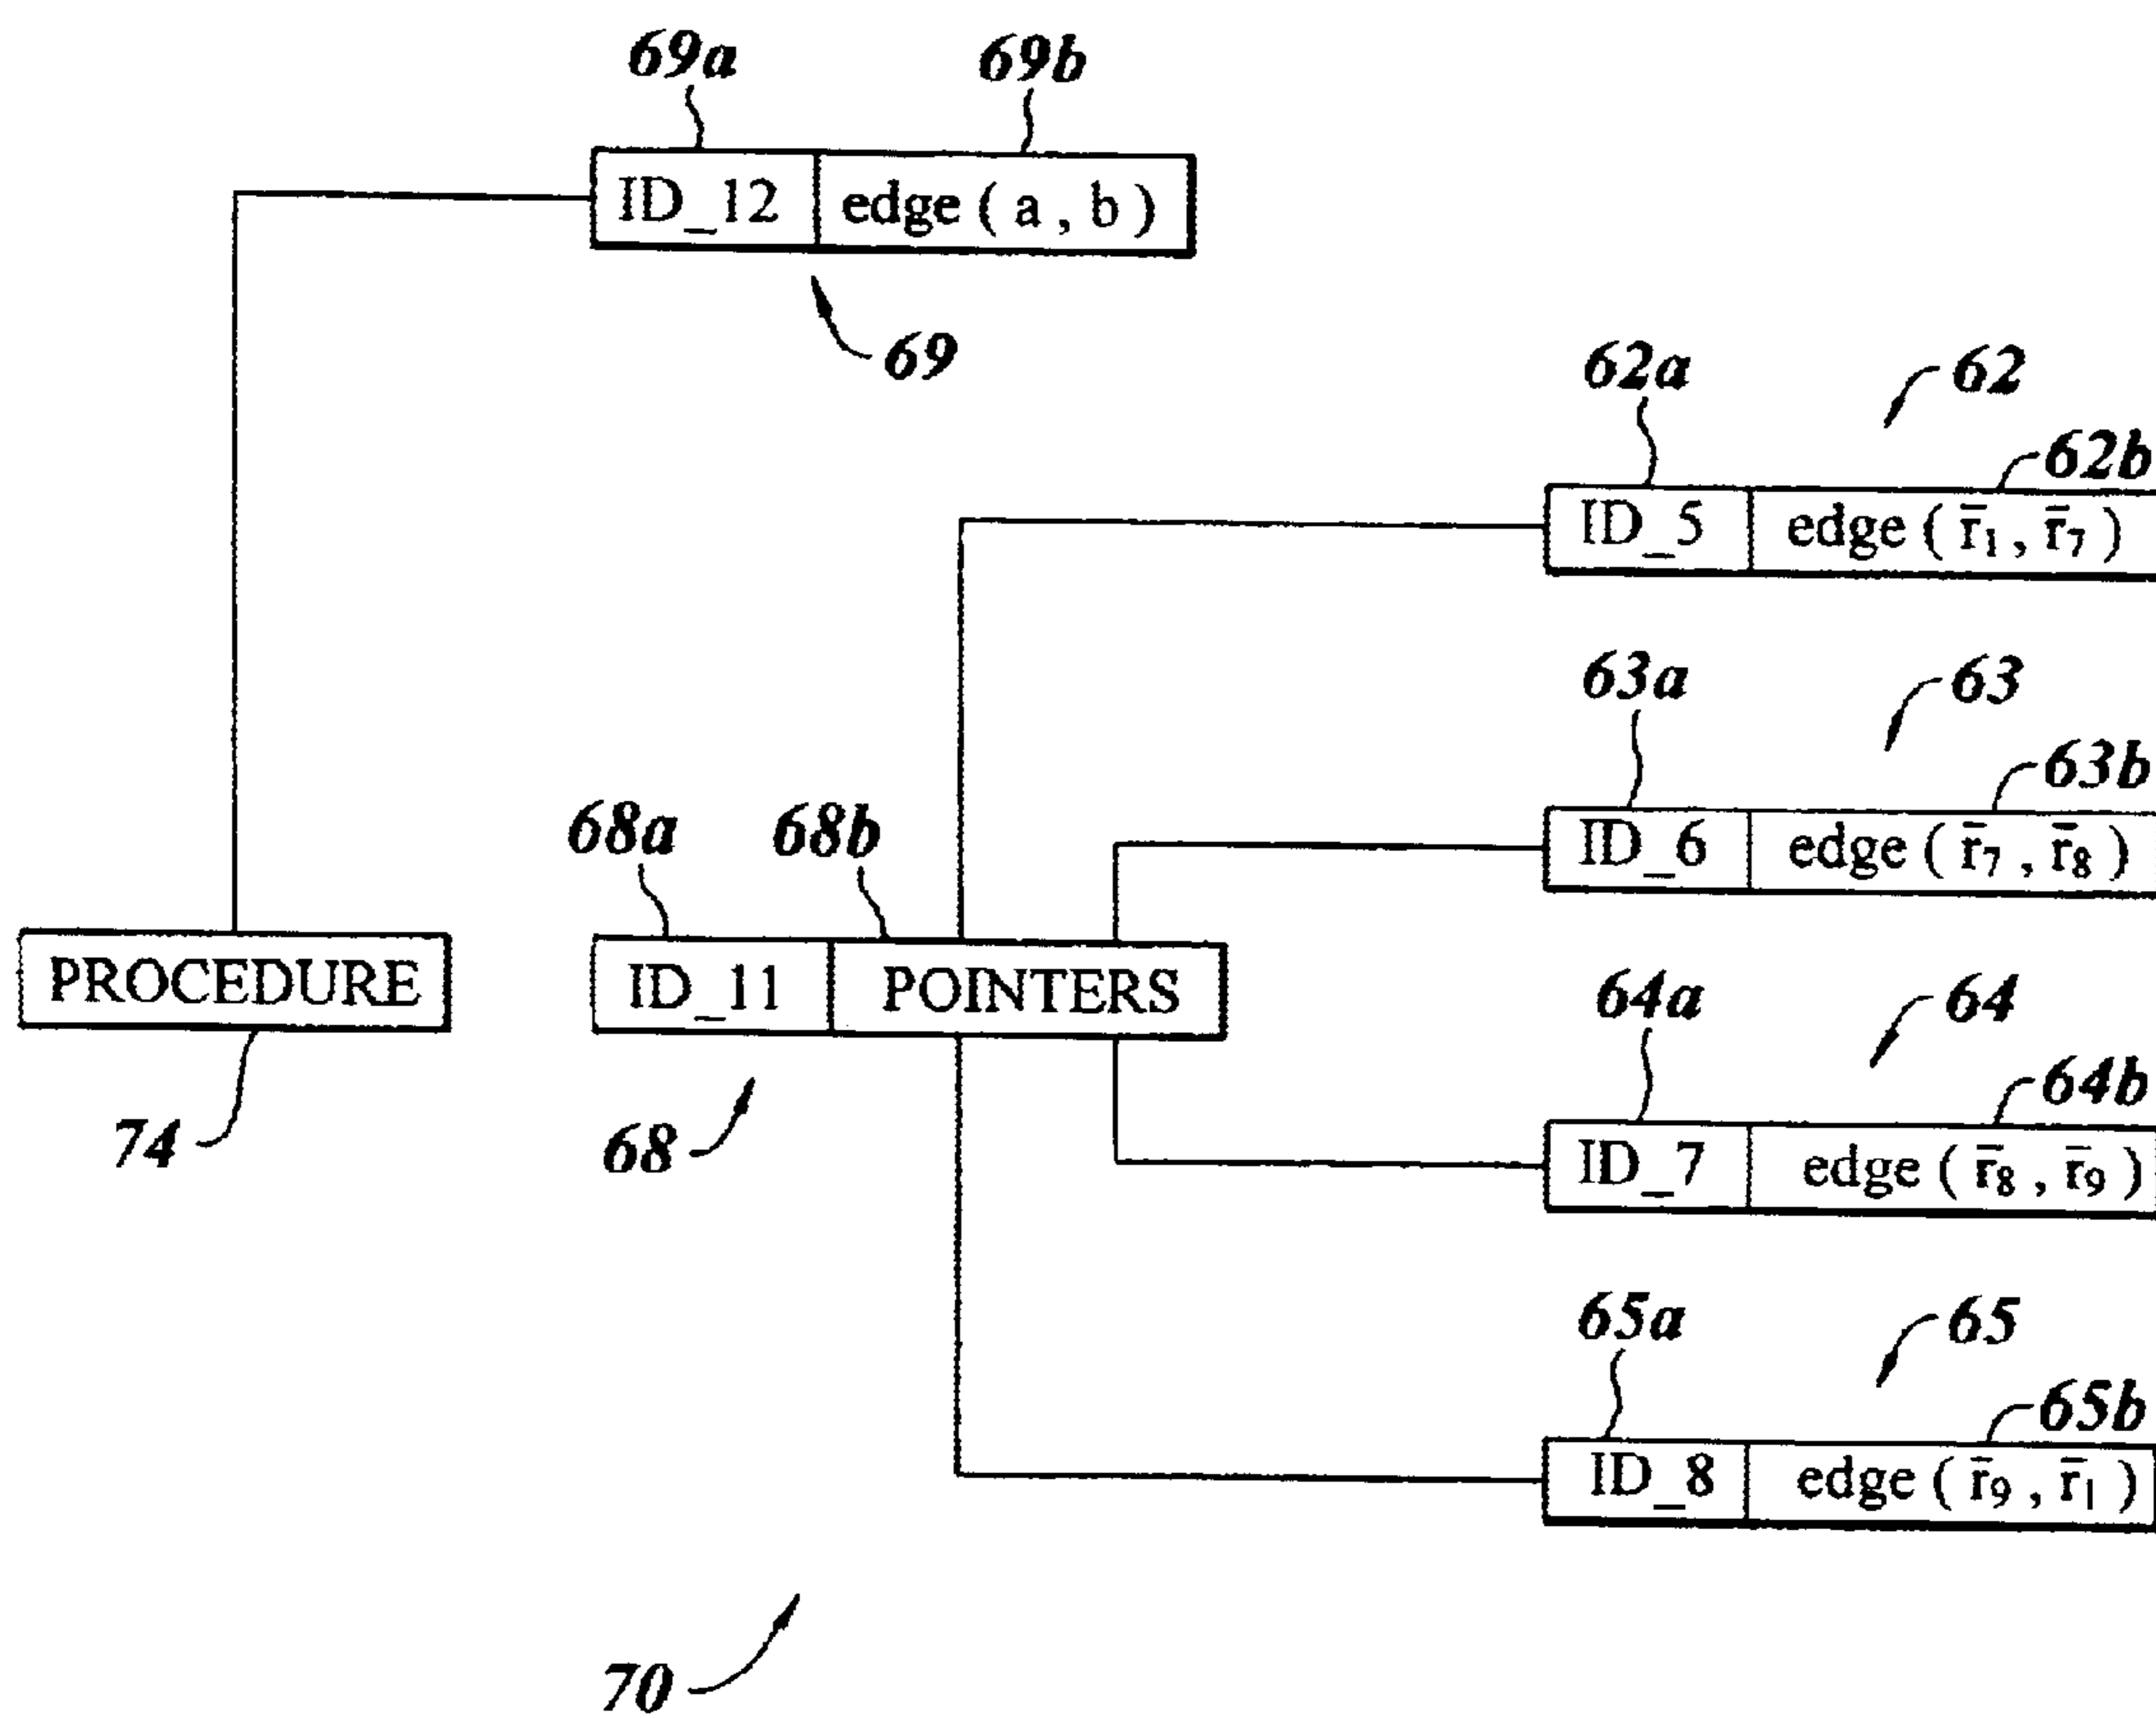 69a 69b
ID_12 edge ( a , b )
69
62a 62
62b
ID_5 edge ( r̄₁ , r̄₇ )
63a 63
63b
68a 68b
ID_6 edge ( r̄₇ , r̄₈ )
PROCEDURE ID_11 POINTERS
64a 64
64b
74 68
ID_7 edge ( r̄₈ , r̄₉ )
65a 65
65b
ID_8 edge ( r̄₉ , r̄₁ )
70